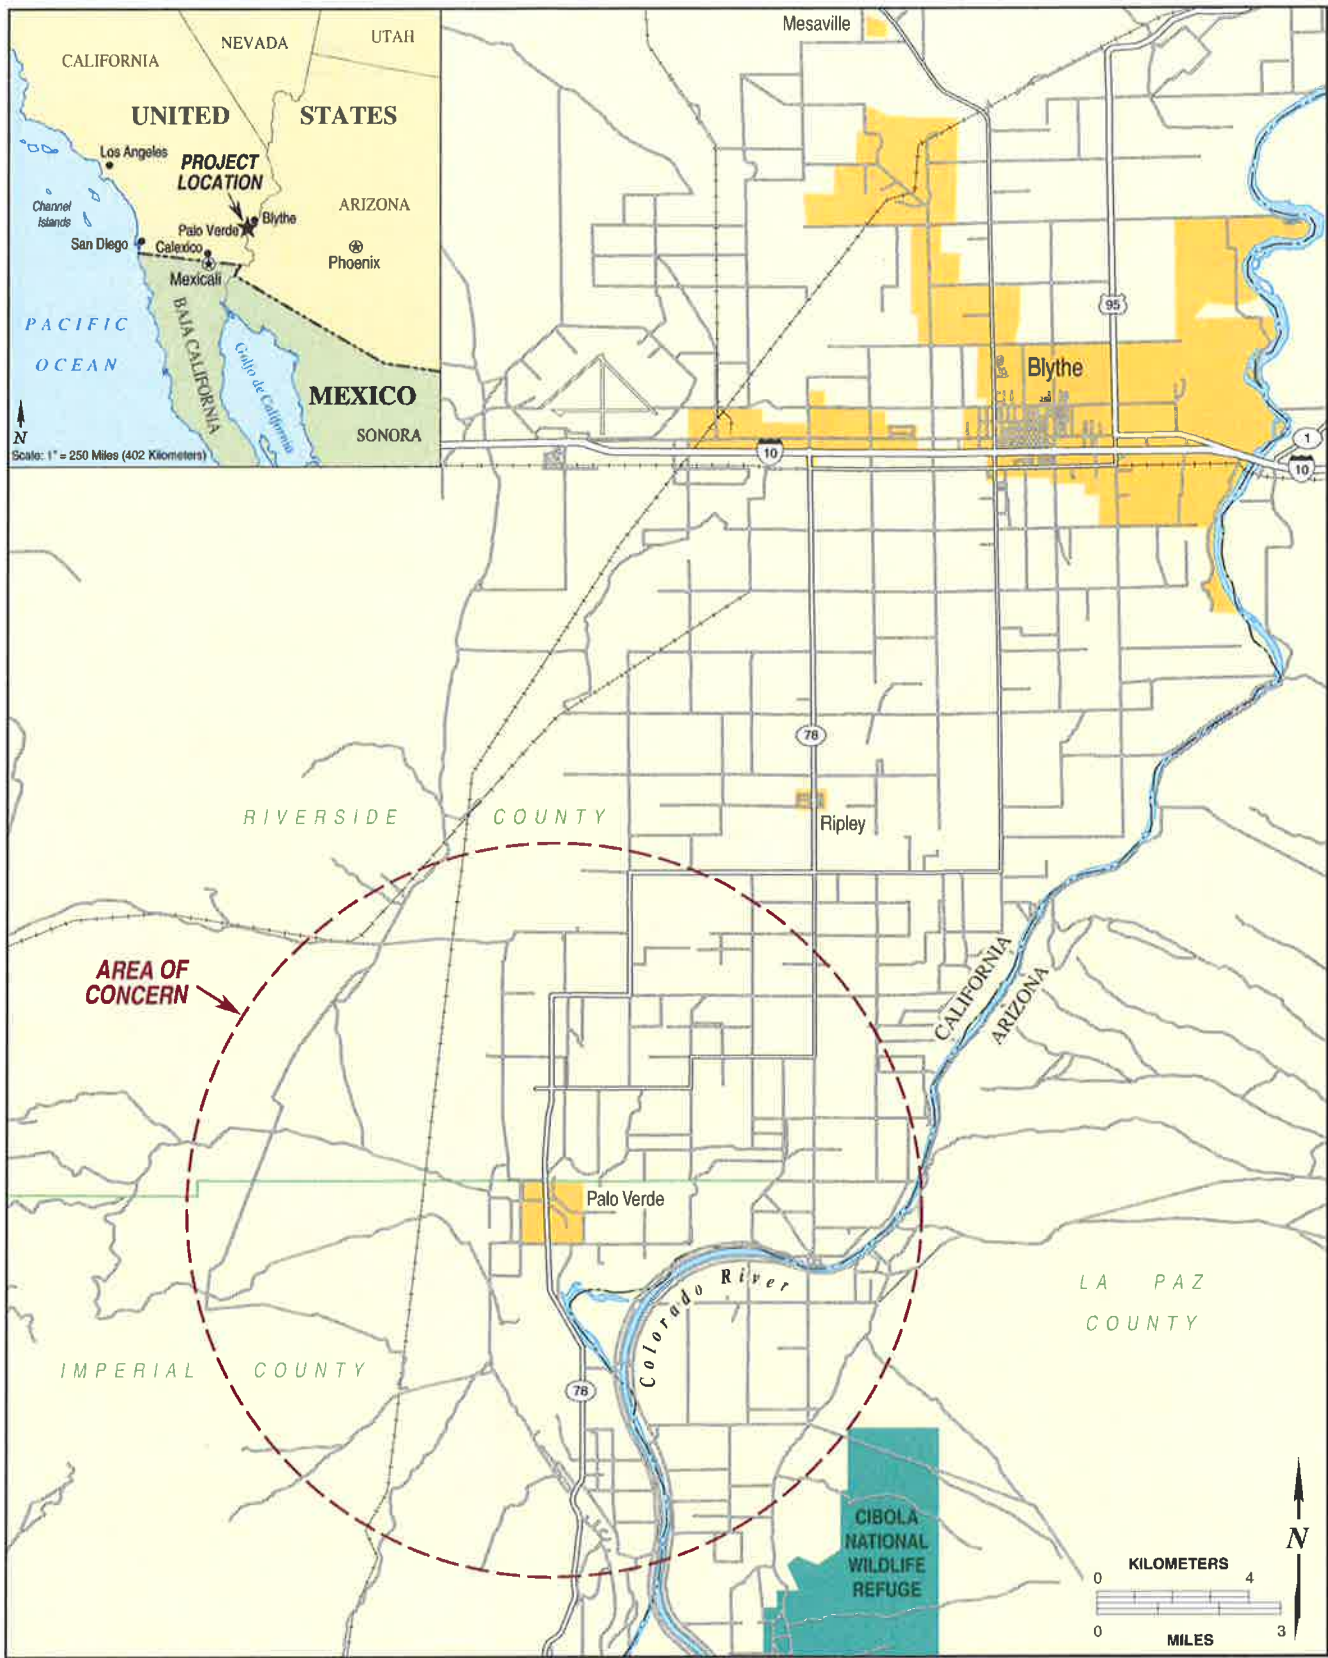 CALIFORNIA
NEVADA
UTAH
UNITED STATES
Los Angeles
PROJECT
LOCATION
Channel
Islands
ARIZONA
Blythe
Palo Verde
San Diego
Calexico
Phoenix
Mexicali
PACIFIC
OCEAN
BAJA CALIFORNIA
Golfo de California
MEXICO
SONORA
N
Scale: 1" = 250 Miles (402 Kilometers)
Mesaville
95
Blythe
10
1
10
78
Ripley
RIVERSIDE COUNTY
AREA OF
CONCERN
CALIFORNIA
ARIZONA
Palo Verde
Colorado River
LA PAZ
COUNTY
IMPERIAL COUNTY
78
CIBOLA
NATIONAL
WILDLIFE
REFUGE
N
KILOMETERS
0 4
0 3
MILES